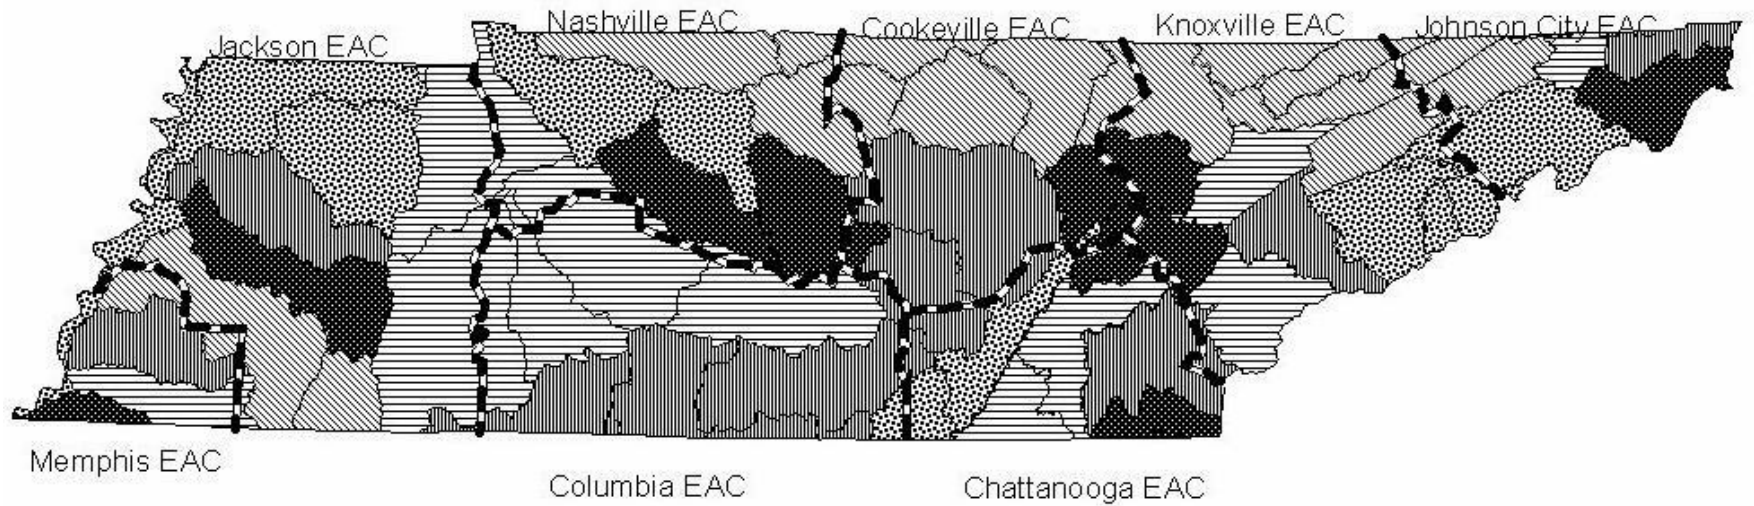 Nashville EAC
Cookeville EAC
Knoxville EAC
Johnson City EAC
Jackson EAC
Memphis EAC
Columbia EAC
Chattanooga EAC